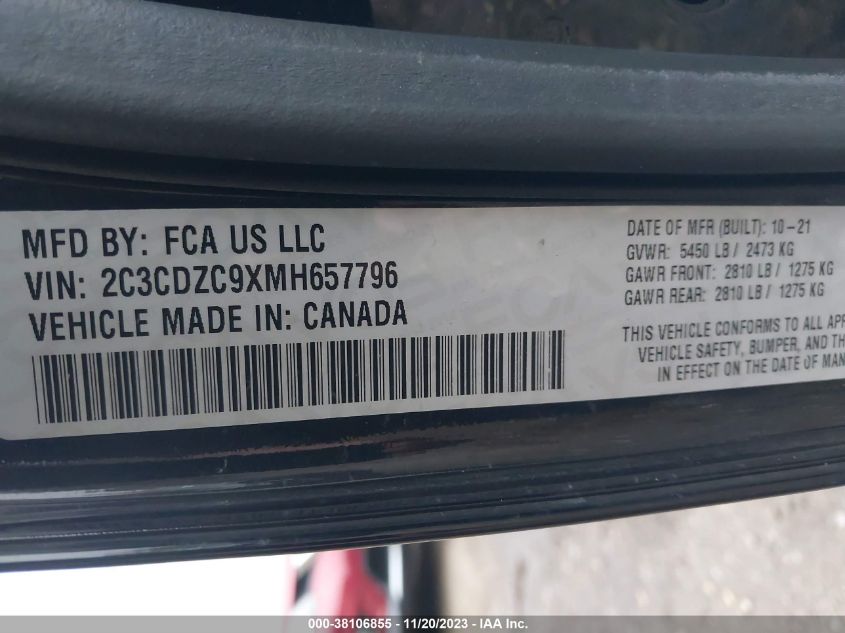 MFD BY: FCA US LLC
VIN: 2C3CDZC9XMH657796
VEHICLE MADE IN: CANADA
DATE OF MFR (BUILT): 10-21
GVWR: 5450 LB / 2473 KG
GAWR FRONT: 2810 LB / 1275 KG
GAWR REAR: 2810 LB / 1275 KG
THIS VEHICLE CONFORMS TO ALL APP
VEHICLE SAFETY, BUMPER, AND TH
IN EFFECT ON THE DATE OF MAN
000-38106855 - 11/20/2023 - IAA Inc.